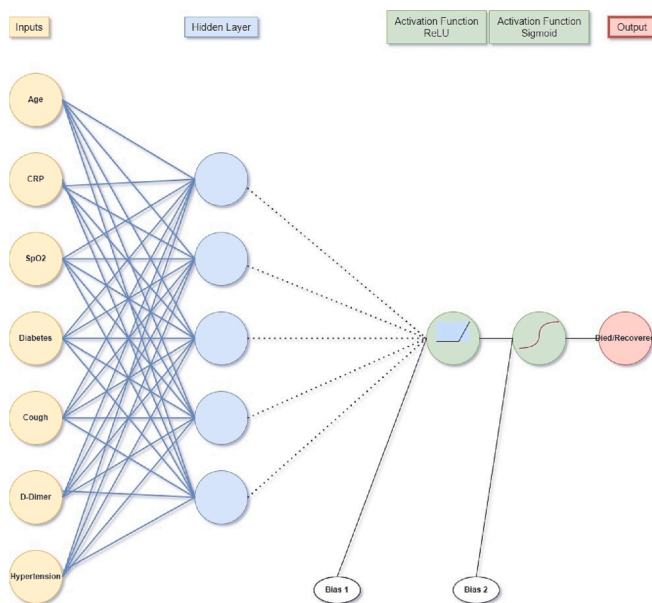 Inputs
Hidden Layer
Activation Function
ReLU
Activation Function
Sigmoid
Output
Age
CRP
SpO2
Diabetes
Cough
D-Dimer
Hypertension
Died/Recovered
Bias 1
Bias 2